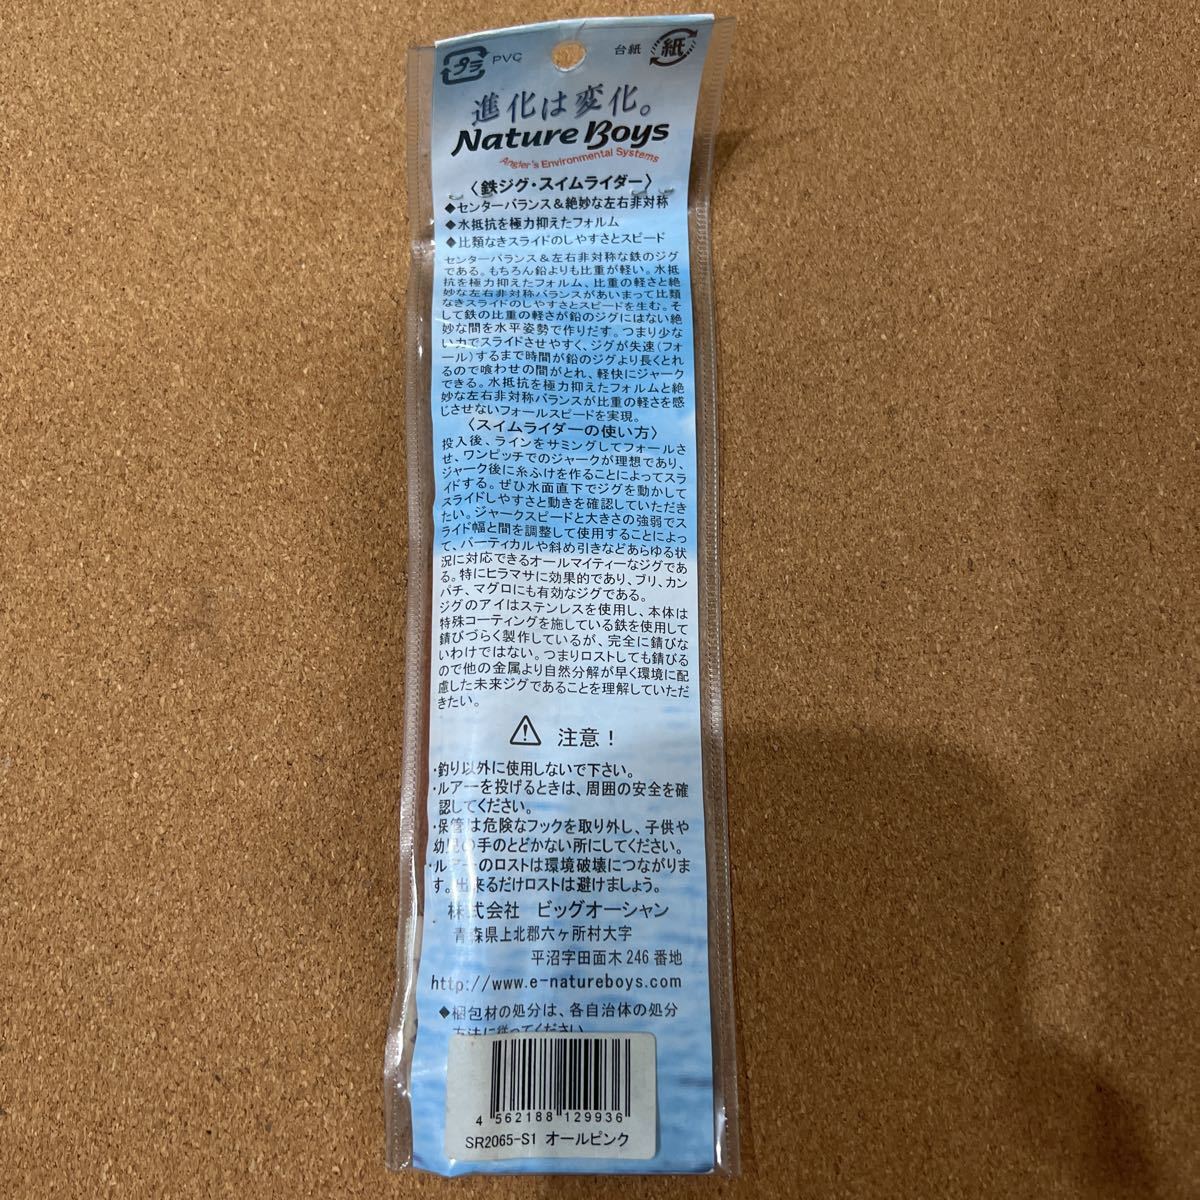 プラ PVC 台紙 紙
進化は変化。
Nature Boys
Angler's Environmental Systems
〈鉄ジグ・スイムライダー〉
◆センターバランス＆絶妙な左右非対称
◆水抵抗を極力抑えたフォルム
◆比類なきスライドのしやすさとスピード
センターバランス＆左右非対称な鉄のジグ
である。もちろん鉛よりも比重が軽い。水抵
抗を極力抑えたフォルム、比重の軽さと絶
妙な左右非対称バランスがあいまって比類
なきスライドのしやすさとスピードを生む。そ
して鉄の比重の軽さが鉛のジグにはない絶
妙な間を水平姿勢で作りだす。つまり少な
い力でスライドさせやすく、ジグが失速(フォ
ール)するまで時間が鉛のジグより長くとれ
るので喰わせの間がとれ、軽快にジャーク
できる。水抵抗を極力抑えたフォルムと絶
妙な左右非対称バランスが比重の軽さを感
じさせないフォールスピードを実現。
〈スイムライダーの使い方〉
投入後、ラインをサミングしてフォールさ
せ、ワンピッチでのジャークが理想であり、
ジャーク後に糸ふけを作ることによってスラ
イドする。ぜひ水面直下でジグを動かして
スライドしやすさと動きを確認していただき
たい。ジャークスピードと大きさの強弱でス
ライド幅と間を調整して使用することによっ
て、バーティカルや斜め引きなどあらゆる状
況に対応できるオールマイティーなジグであ
る。特にヒラマサに効果的であり、ブリ、カン
パチ、マグロにも有効なジグである。
ジグのアイはステンレスを使用し、本体は
特殊コーティングを施している鉄を使用して
錆びづらく製作しているが、完全に錆びな
いわけではない。つまりロストしても錆びる
ので他の金属より自然分解が早く環境に配
慮した未来ジグであることを理解していただ
きたい。
⚠ 注意！
・釣り以外に使用しないで下さい。
・ルアーを投げるときは、周囲の安全を確
認してください。
・保管は危険なフックを取り外し、子供や
幼児の手のとどかない所にしてください。
・ルアーのロストは環境破壊につながりま
す。出来るだけロストは避けましょう。
株式会社 ビッグオーシャン
青森県上北郡六ヶ所村大字
平沼字田面木246番地
http://www.e-natureboys.com
◆梱包材の処分は、各自治体の処分
方法に従ってください
4 562188 129936
SR2065-S1 オールピンク